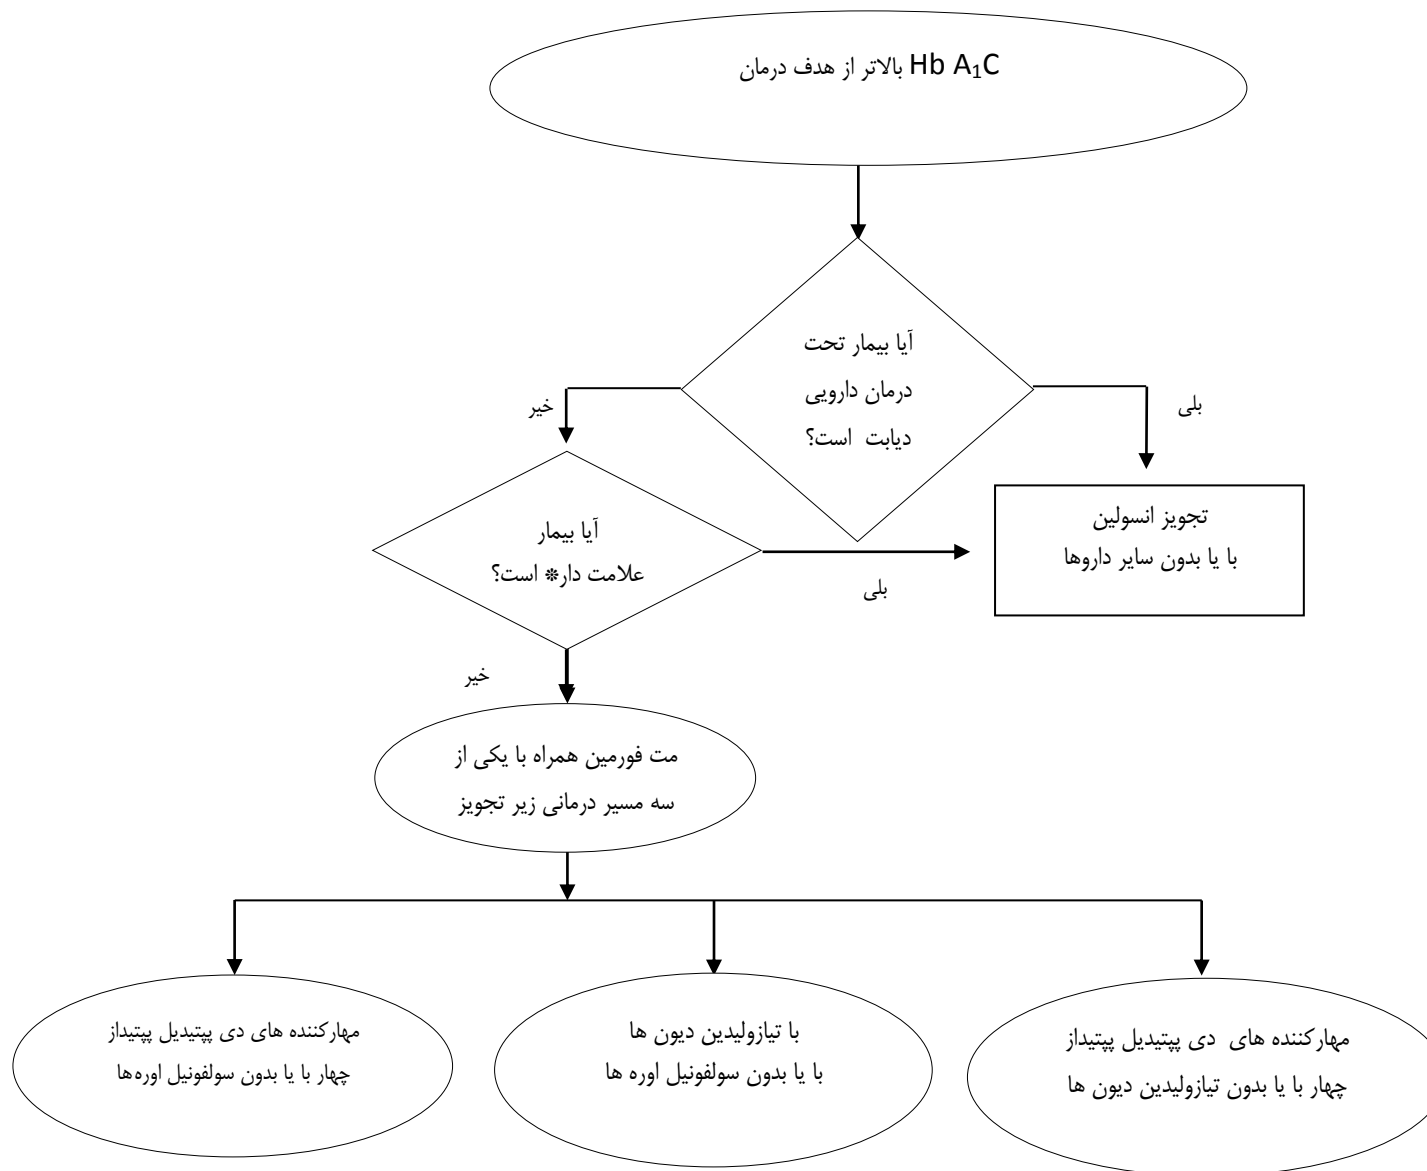 Hb A₁C بالاتر از هدف درمان
آیا بیمار تحت
درمان دارویی
دیابت است؟
خیر
بلی
تجویز انسولین
با یا بدون سایر داروها
آیا بیمار
علامت دار* است؟
بلی
خیر
مت فورمین همراه با یکی از
سه مسیر درمانی زیر تجویز
مهارکننده های دی پپتیدیل پپتیداز
چهار با یا بدون تیازولیدین دیون ها
با تیازولیدین دیون ها
با یا بدون سولفونیل اوره ها
مهارکننده های دی پپتیدیل پپتیداز
چهار با یا بدون سولفونیل اوره‌ها